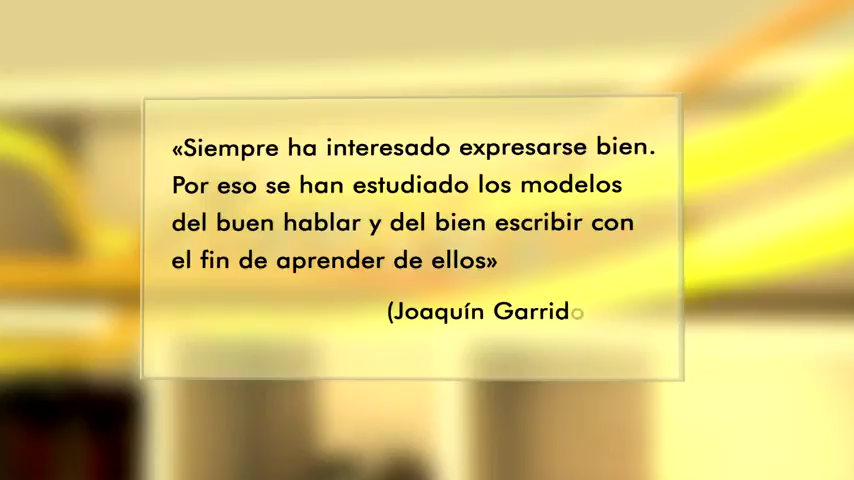 «Siempre ha interesado expresarse bien.
Por eso se han estudiado los modelos
del buen hablar y del bien escribir con
el fin de aprender de ellos»
(Joaquín Garrido